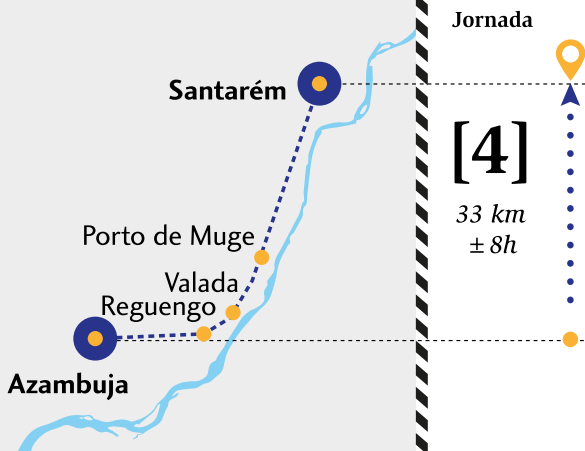 Jornada
Santarém
[4]
33 km
± 8h
Porto de Muge
Valada
Reguengo
Azambuja